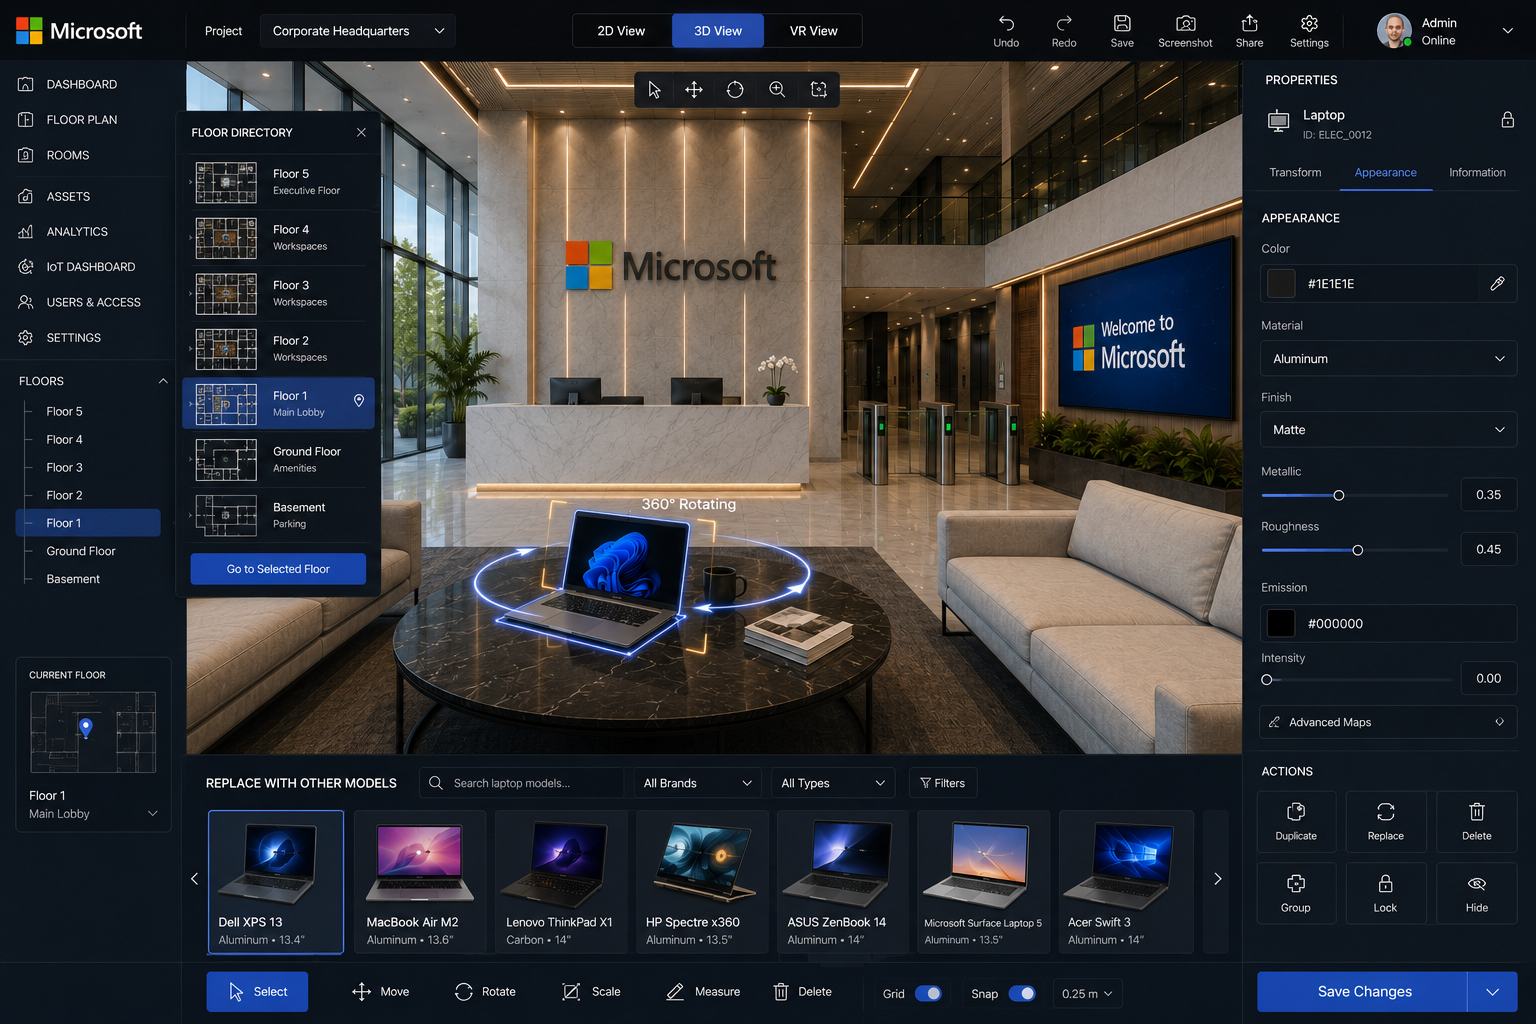 Microsoft
Project
Corporate Headquarters
2D View
3D View
VR View
Undo
Redo
Save
Screenshot
Share
Settings
Admin
Online
DASHBOARD
FLOOR PLAN
ROOMS
ASSETS
ANALYTICS
IoT DASHBOARD
USERS & ACCESS
SETTINGS
FLOORS
Floor 5
Floor 4
Floor 3
Floor 2
Floor 1
Ground Floor
Basement
CURRENT FLOOR
Floor 1
Main Lobby
FLOOR DIRECTORY
Floor 5
Executive Floor
Floor 4
Workspaces
Floor 3
Workspaces
Floor 2
Workspaces
Floor 1
Main Lobby
Ground Floor
Amenities
Basement
Parking
Go to Selected Floor
Microsoft
Welcome to
Microsoft
360° Rotating
PROPERTIES
Laptop
ID: ELEC_0012
Transform
Appearance
Information
APPEARANCE
Color
#1E1E1E
Material
Aluminum
Finish
Matte
Metallic
0.35
Roughness
0.45
Emission
#000000
Intensity
0.00
Advanced Maps
ACTIONS
Duplicate
Replace
Delete
Group
Lock
Hide
REPLACE WITH OTHER MODELS
Search laptop models...
All Brands
All Types
Filters
Dell XPS 13
Aluminum • 13.4"
MacBook Air M2
Aluminum • 13.6"
Lenovo ThinkPad X1
Carbon • 14"
HP Spectre x360
Aluminum • 13.5"
ASUS ZenBook 14
Aluminum • 14"
Microsoft Surface Laptop 5
Aluminum • 13.5"
Acer Swift 3
Aluminum • 14"
Select
Move
Rotate
Scale
Measure
Delete
Grid
Snap
0.25 m
Save Changes